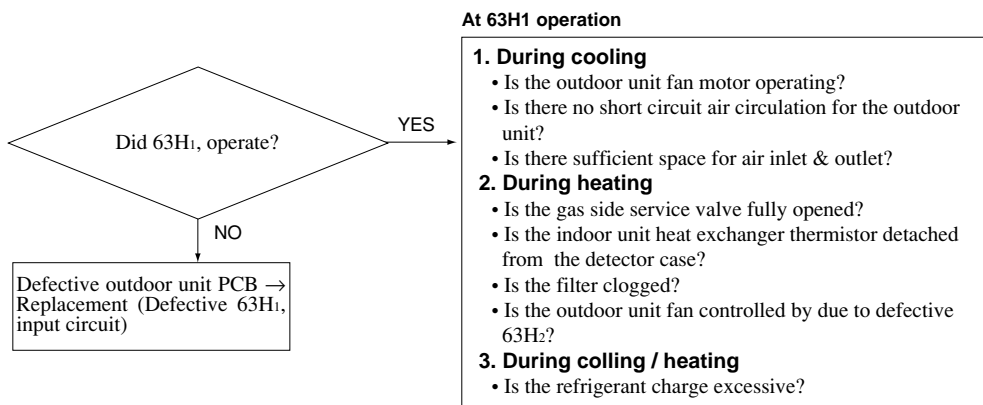 At 63H1 operation
Did 63H1, operate?
YES
NO
Defective outdoor unit PCB →
Replacement (Defective 63H1,
input circuit)
1. During cooling
• Is the outdoor unit fan motor operating?
• Is there no short circuit air circulation for the outdoor
unit?
• Is there sufficient space for air inlet & outlet?
2. During heating
• Is the gas side service valve fully opened?
• Is the indoor unit heat exchanger thermistor detached
from the detector case?
• Is the filter clogged?
• Is the outdoor unit fan controlled by due to defective
63H2?
3. During colling / heating
• Is the refrigerant charge excessive?